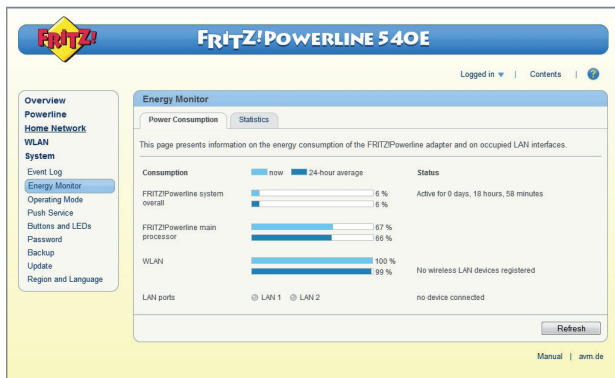 FRITZ!
FRITZ!POWERLINE 540E
Logged in | Contents | ?
Overview
Powerline
Home Network
WLAN
System
Event Log
Energy Monitor
Operating Mode
Push Service
Buttons and LEDs
Password
Backup
Update
Region and Language
Energy Monitor
Power Consumption Statistics
This page presents information on the energy consumption of the FRITZ!Powerline adapter and on occupied LAN interfaces.
Consumption now 24-hour average Status
FRITZ!Powerline system overall
6 %
6 %
Active for 0 days, 18 hours, 58 minutes
FRITZ!Powerline main processor
67 %
66 %
WLAN
100 %
99 %
No wireless LAN devices registered
LAN ports LAN 1 LAN 2 no device connected
Refresh
Manual | avm.de